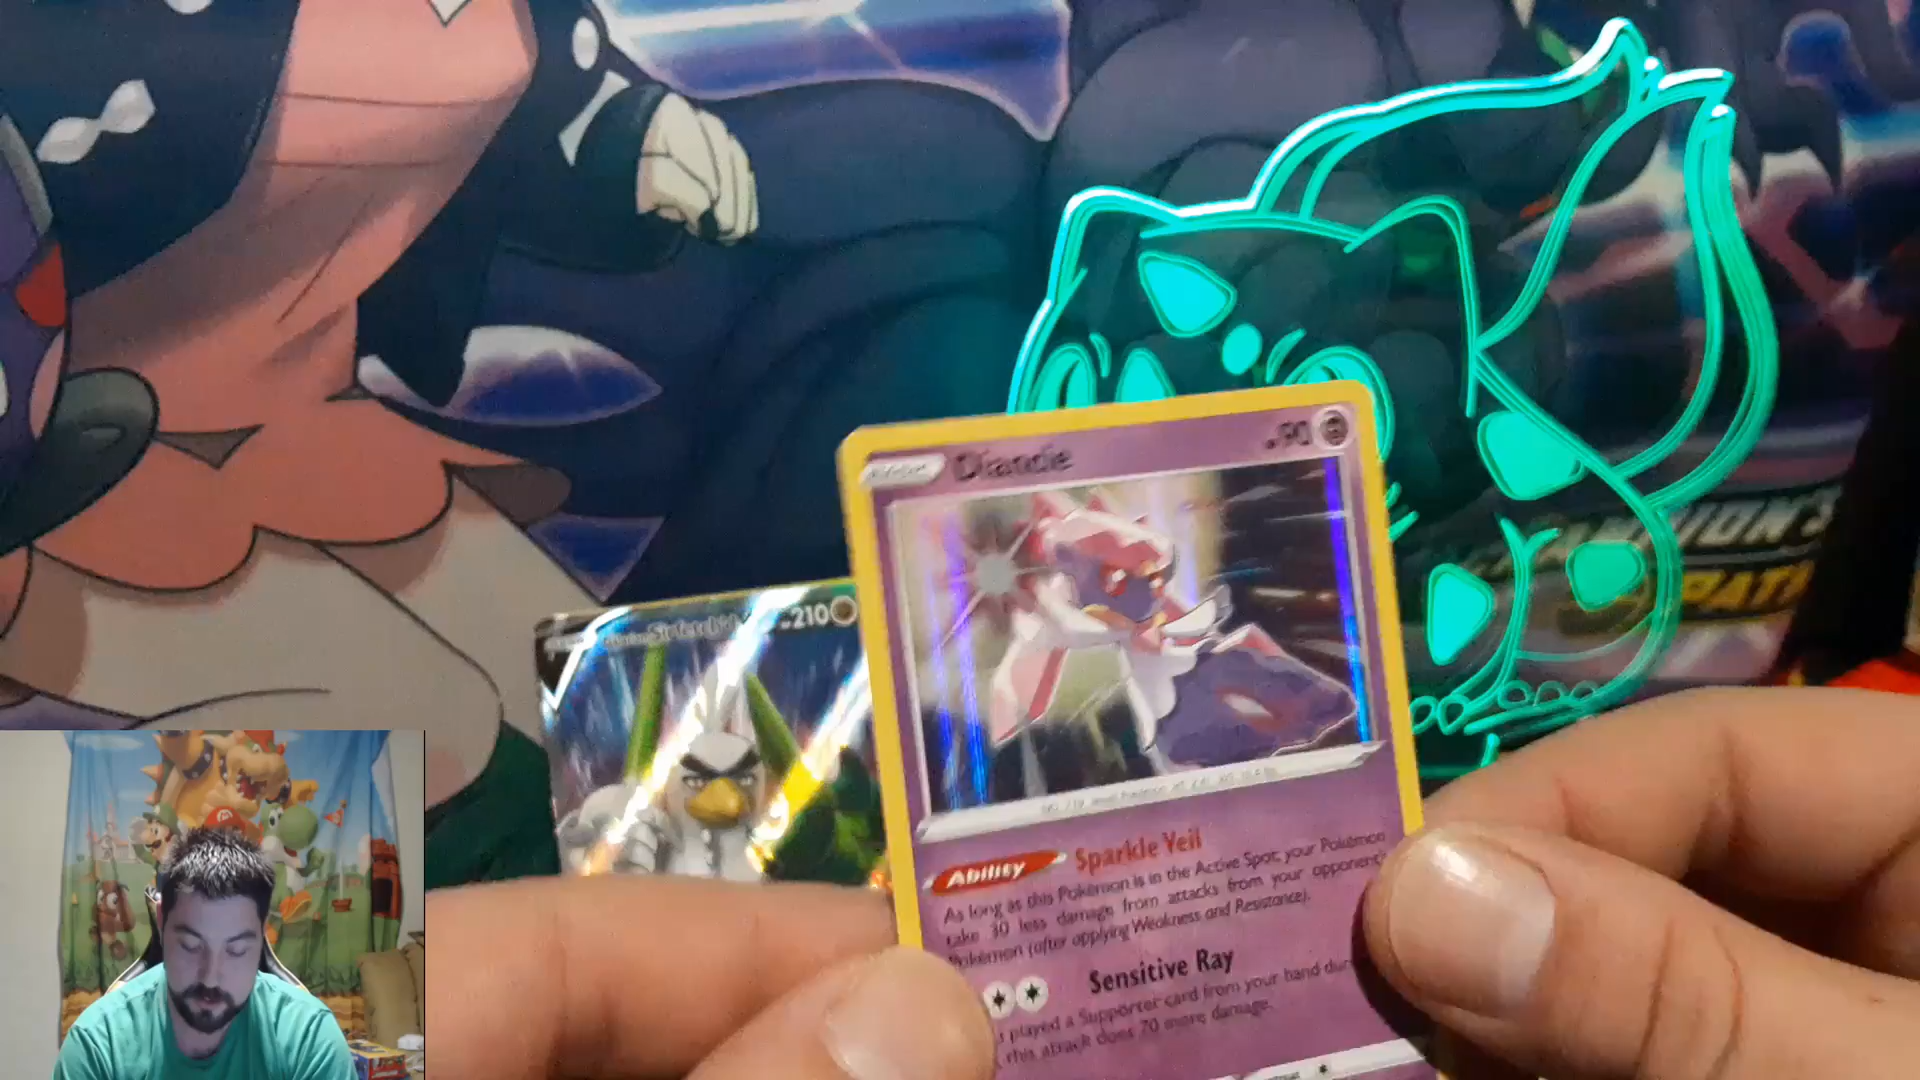 CHAMPION'S
PATH
210
Diancie
90
Ability Sparkle Veil
As long as this Pokémon is in the Active Spot, your Pokémon
take 30 less damage from attacks from your opponent's
Pokémon (after applying Weakness and Resistance).
Sensitive Ray
played a Supporter card from your hand
this attack does 70 more damage.
M